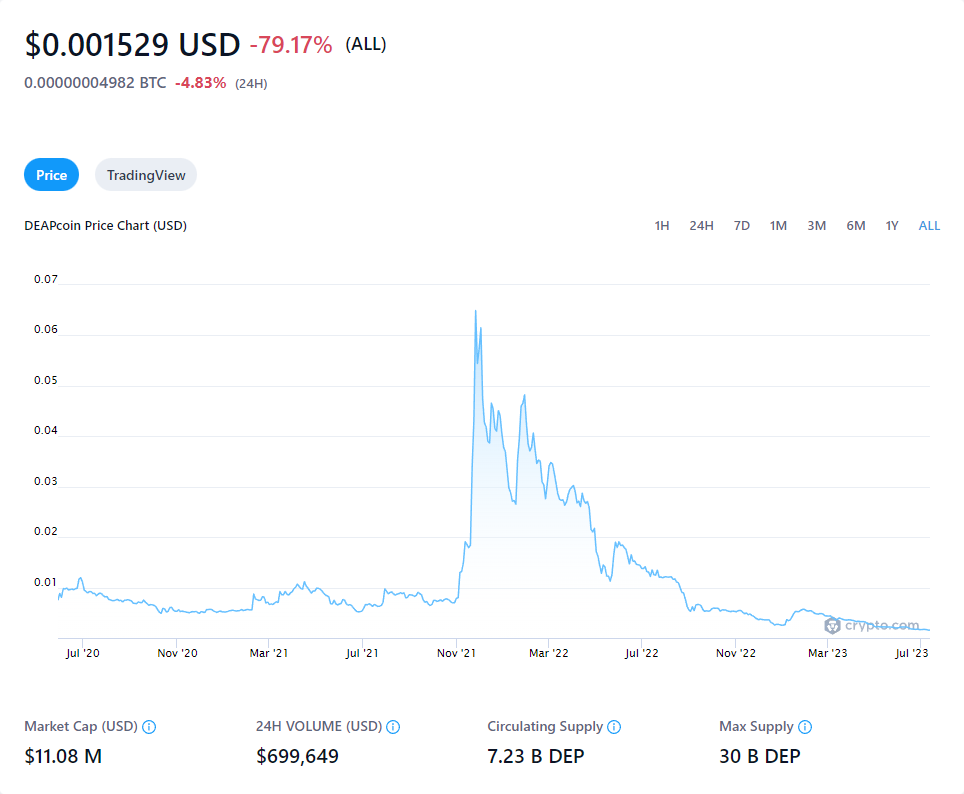 $0.001529 USD -79.17% (ALL)
0.00000004982 BTC -4.83% (24H)
Price TradingView
DEAPcoin Price Chart (USD) 1H 24H 7D 1M 3M 6M 1Y ALL
0.07
0.06
0.05
0.04
0.03
0.02
0.01
crypto.com
Jul '20 Nov '20 Mar '21 Jul '21 Nov '21 Mar '22 Jul '22 Nov '22 Mar '23 Jul '23
Market Cap (USD) 24H VOLUME (USD) Circulating Supply Max Supply
$11.08 M $699,649 7.23 B DEP 30 B DEP